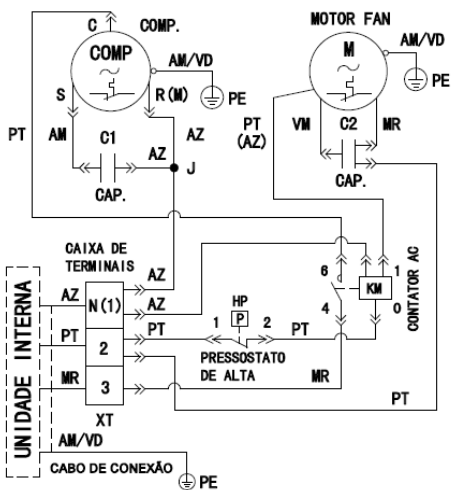 C
COMP.
MOTOR FAN
COMP
AM/VD
M
AM/VD
PE
PE
S
R(M)
PT
AM
C1
AZ
AZ
J
CAP.
PT
(AZ)
VM
C2
MR
CAP.
CAIXA DE
TERMINAIS
AZ
AZ
UNIDADE INTERNA
AZ
N(1)
PT
2
PT
MR
3
XT
HP
P
1
2
PRESSOSTATO
DE ALTA
PT
6
4
KM
1
0
CONTATOR AC
MR
PT
AM/VD
CABO DE CONEXÃO
PE